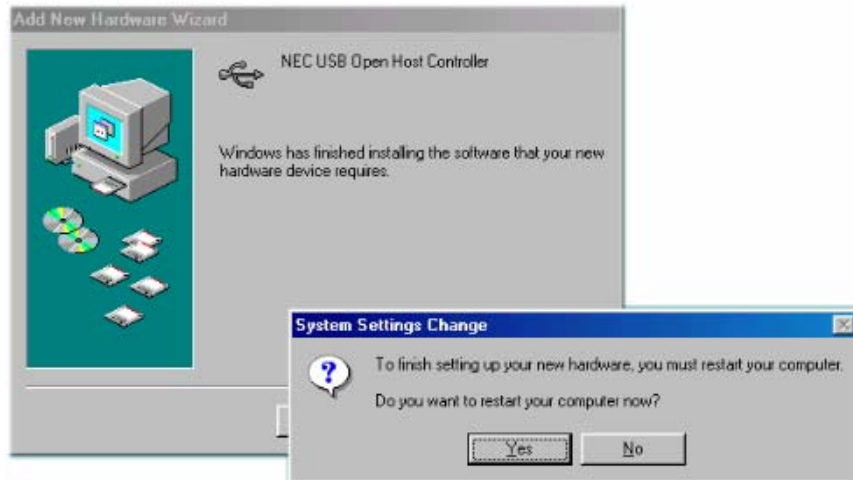 Add New Hardware Wizard
NEC USB Open Host Controller
Windows has finished installing the software that your new
hardware device requires.
System Settings Change
To finish setting up your new hardware, you must restart your computer.
Do you want to restart your computer now?
Yes
No